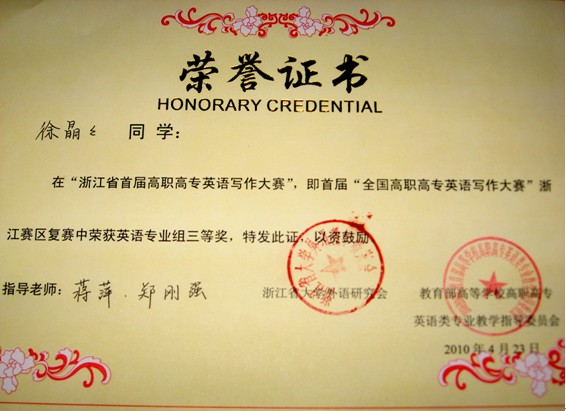 荣誉证书
HONORARY CREDENTIAL
徐晶 同学：
在“浙江省首届高职高专英语写作大赛”，即首届“全国高职高专英语写作大赛”浙
江赛区复赛中荣获英语专业组三等奖，特发此证，以资鼓励
指导老师：蒋萍、郑刚强
浙江省大学外语研究会 教育部高等学校高职高专
英语类专业教学指导委员会
2010年4月23日